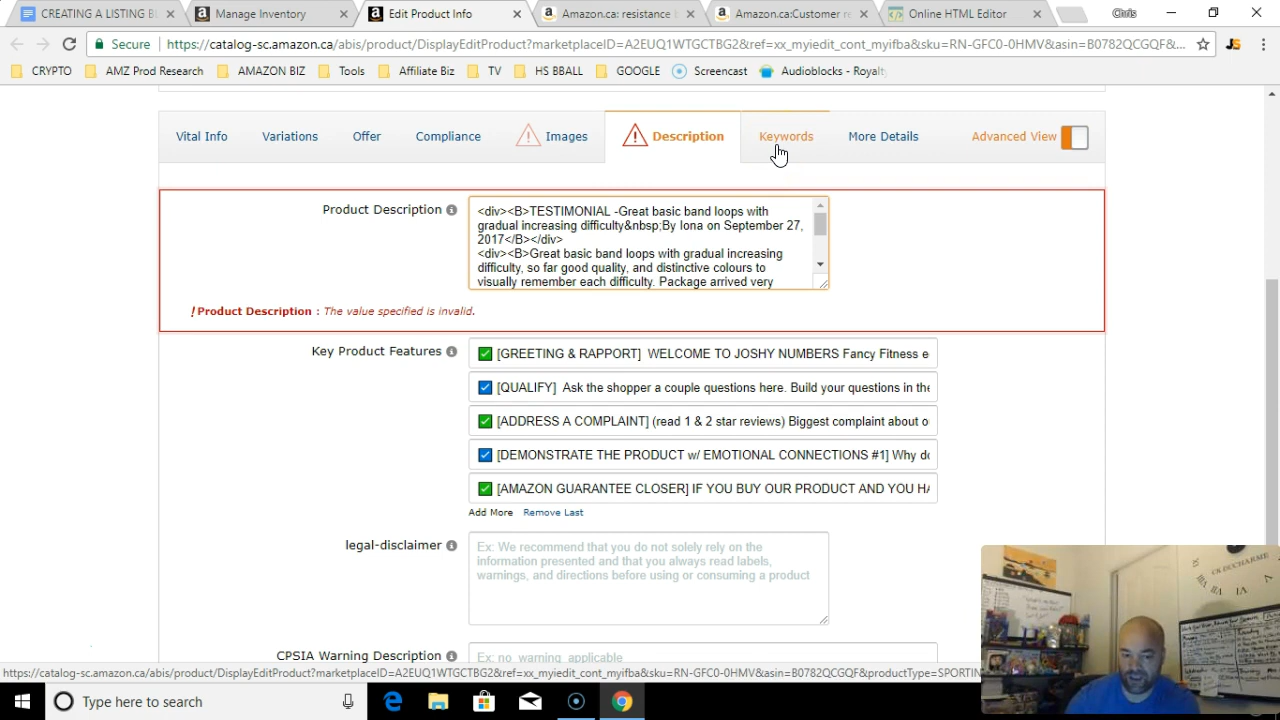 CREATING A LISTING BL
Manage Inventory
Edit Product Info
Amazon.ca: resistance b
Amazon.ca:Customer re
Online HTML Editor
Chris
Secure
https://catalog-sc.amazon.ca/abis/product/DisplayEditProduct?marketplaceID=A2EUQ1WTGCTBG2&ref=xx_myiedit_cont_myifba&sku=RN-GFC0-0HMV&asin=B0782QCGQF&...
CRYPTO
AMZ Prod Research
AMAZON BIZ
Tools
Affiliate Biz
TV
HS BBALL
GOOGLE
Screencast
Audioblocks - Royalt
Vital Info
Variations
Offer
Compliance
Images
Description
Keywords
More Details
Advanced View
Product Description
<div><B>TESTIMONIAL -Great basic band loops with
gradual increasing difficulty&nbsp;By Iona on September 27,
2017</B></div>
<div><B>Great basic band loops with gradual increasing
difficulty, so far good quality, and distinctive colours to
visually remember each difficulty. Package arrived very
! Product Description : The value specified is invalid.
Key Product Features
[GREETING & RAPPORT] WELCOME TO JOSHY NUMBERS Fancy Fitness e
[QUALIFY] Ask the shopper a couple questions here. Build your questions in the
[ADDRESS A COMPLAINT] (read 1 & 2 star reviews) Biggest complaint about o
[DEMONSTRATE THE PRODUCT w/ EMOTIONAL CONNECTIONS #1] Why do
[AMAZON GUARANTEE CLOSER] IF YOU BUY OUR PRODUCT AND YOU HA
Add More Remove Last
legal-disclaimer
Ex: We recommend that you do not solely rely on the
information presented and that you always read labels,
warnings, and directions before using or consuming a product
CPSIA Warning Description
Ex: no_warning_applicable
https://catalog-sc.amazon.ca/abis/product/DisplayEditProduct?marketplaceID=A2EUQ1WTGCTBG2&ref=xx_myiedit_cont_myifba&sku=RN-GFC0-0HMV&asin=B0782QCGQF&productType=SPORTIN
Type here to search